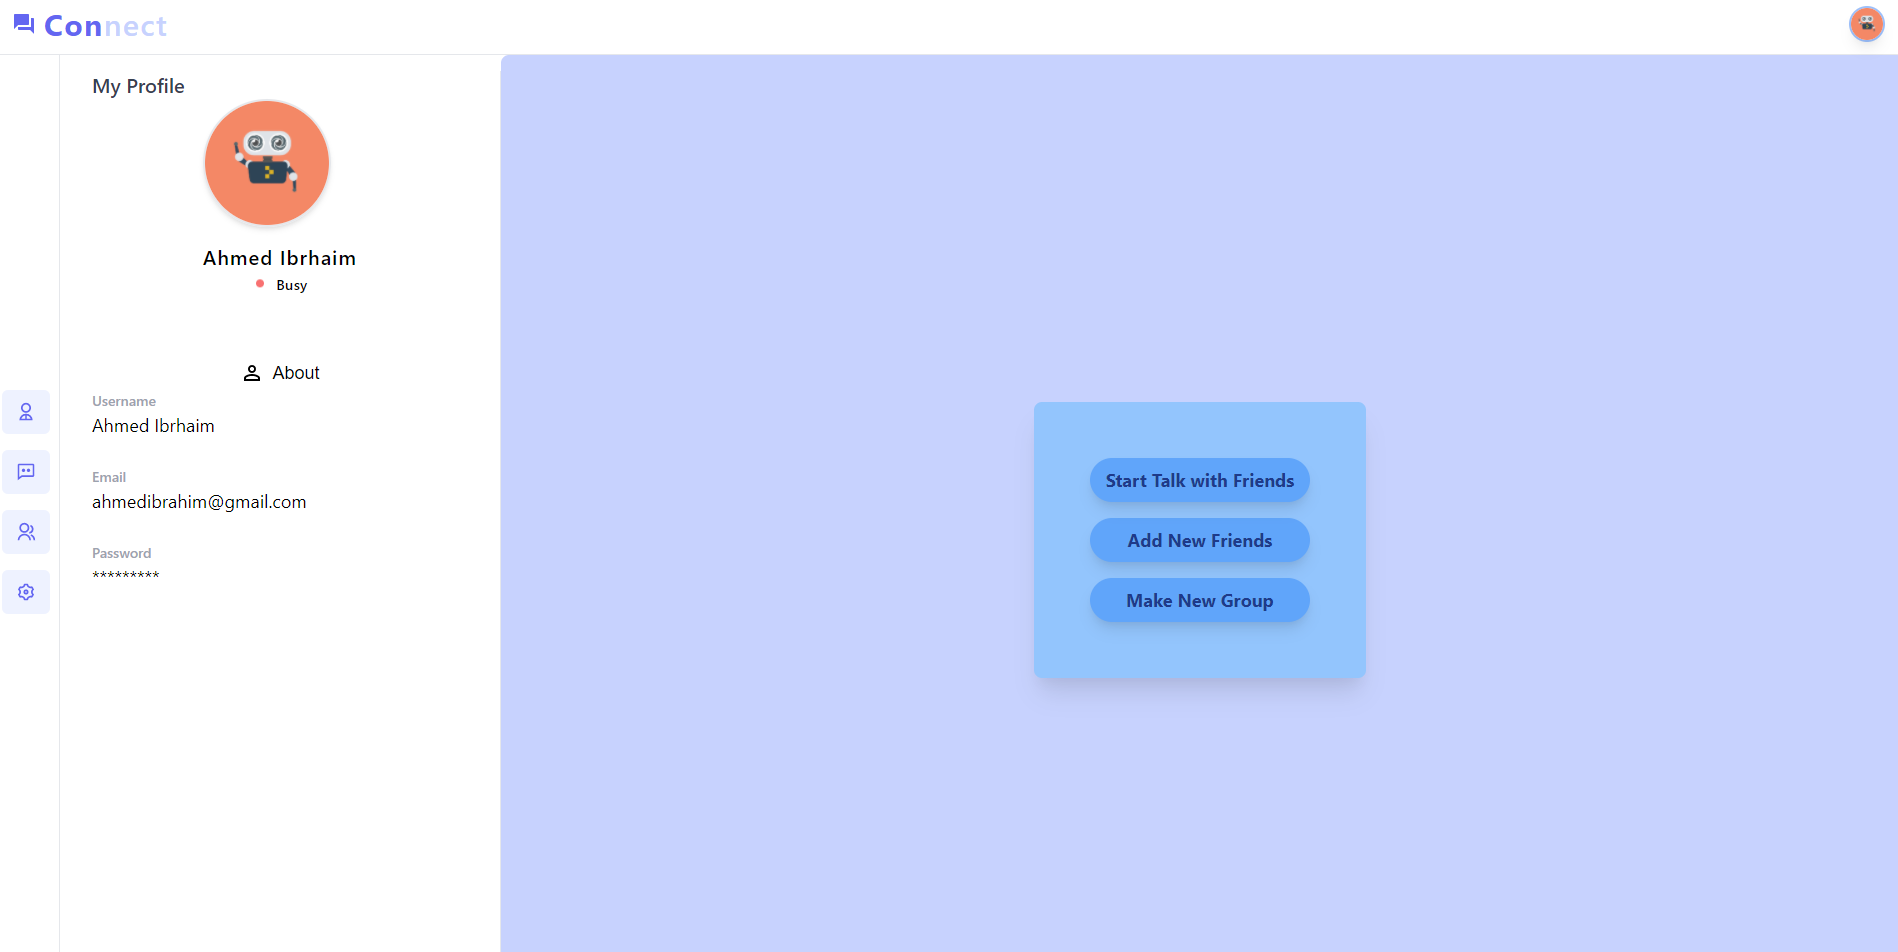 Connect
My Profile
Ahmed Ibrhaim
Busy
About
Username
Ahmed Ibrhaim
Email
ahmedibrahim@gmail.com
Password
*********
Start Talk with Friends
Add New Friends
Make New Group